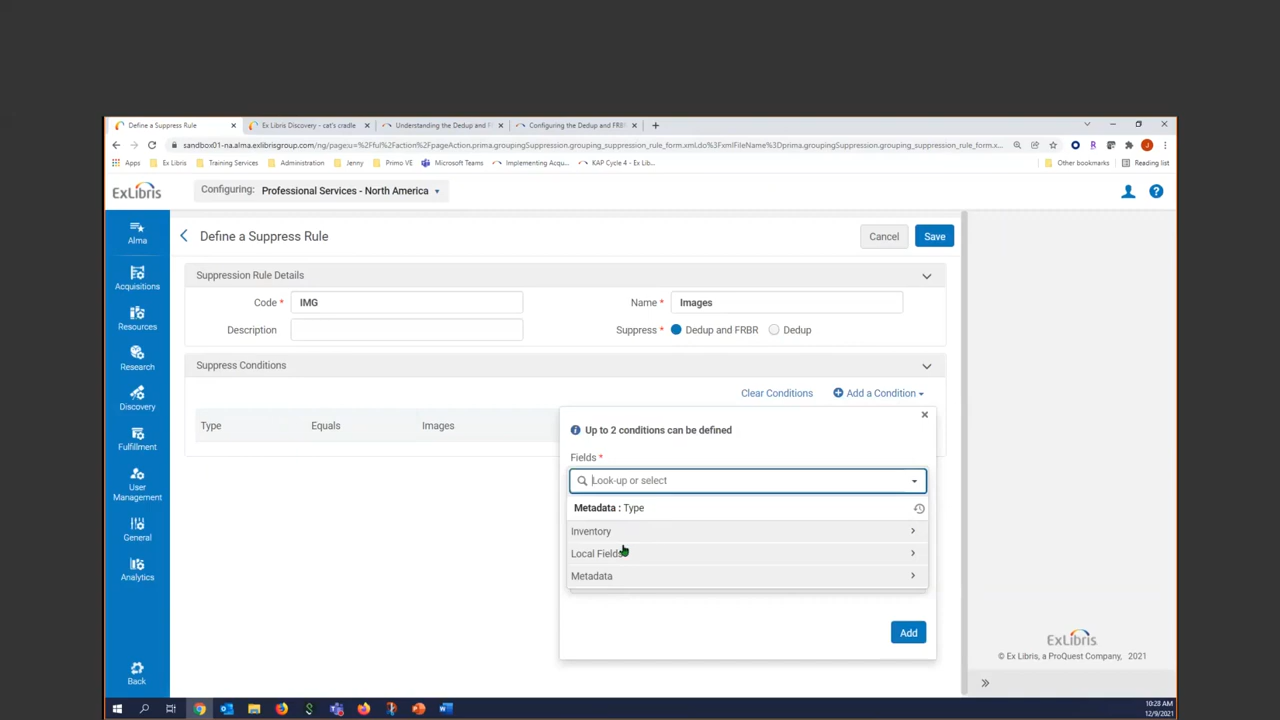 Define a Suppress Rule
Ex Libris Discovery - cat's cradle
Understanding the Dedup and F
Configuring the Dedup and FRB
sandbox01-na.alma.exlibrisgroup.com/ng/page;u=%2Ful%2Faction%2FpageAction.prima.groupingSuppression.grouping_suppression_rule_form.xml.do%3FxmlFileName%3Dprima.groupingSuppression.grouping_suppression_rule_form.x...
Apps
Ex Libris
Training Services
Administration
Jenny
Primo VE
Microsoft Teams
Implementing Acqu...
KAP Cycle 4 - Ex Lib...
Other bookmarks
Reading list
ExLibris
Configuring: Professional Services - North America
Alma
Acquisitions
Resources
Research
Discovery
Fulfillment
User
Management
General
Analytics
Back
Define a Suppress Rule
Cancel
Save
Suppression Rule Details
Code * IMG
Name * Images
Description
Suppress * Dedup and FRBR Dedup
Suppress Conditions
Clear Conditions
Add a Condition
Type Equals Images
Up to 2 conditions can be defined
Fields *
Look-up or select
Metadata : Type
Inventory
Local Fields
Metadata
Add
ExLibris
© Ex Libris, a ProQuest Company, 2021
10:28 AM
12/9/2021